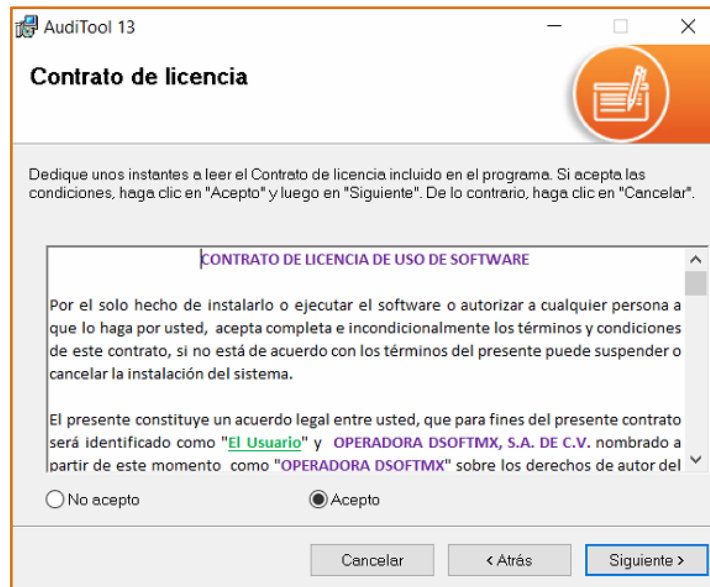 AudiTool 13
Contrato de licencia
Dedique unos instantes a leer el Contrato de licencia incluido en el programa. Si acepta las
condiciones, haga clic en "Acepto" y luego en "Siguiente". De lo contrario, haga clic en "Cancelar".
CONTRATO DE LICENCIA DE USO DE SOFTWARE
Por el solo hecho de instalarlo o ejecutar el software o autorizar a cualquier persona a
que lo haga por usted, acepta completa e incondicionalmente los términos y condiciones
de este contrato, si no está de acuerdo con los términos del presente puede suspender o
cancelar la instalación del sistema.
El presente constituye un acuerdo legal entre usted, que para fines del presente contrato
será identificado como "El Usuario" y OPERADORA DSOFTMX, S.A. DE C.V. nombrado a
partir de este momento como "OPERADORA DSOFTMX" sobre los derechos de autor del
No acepto Acepto
Cancelar < Atrás Siguiente >